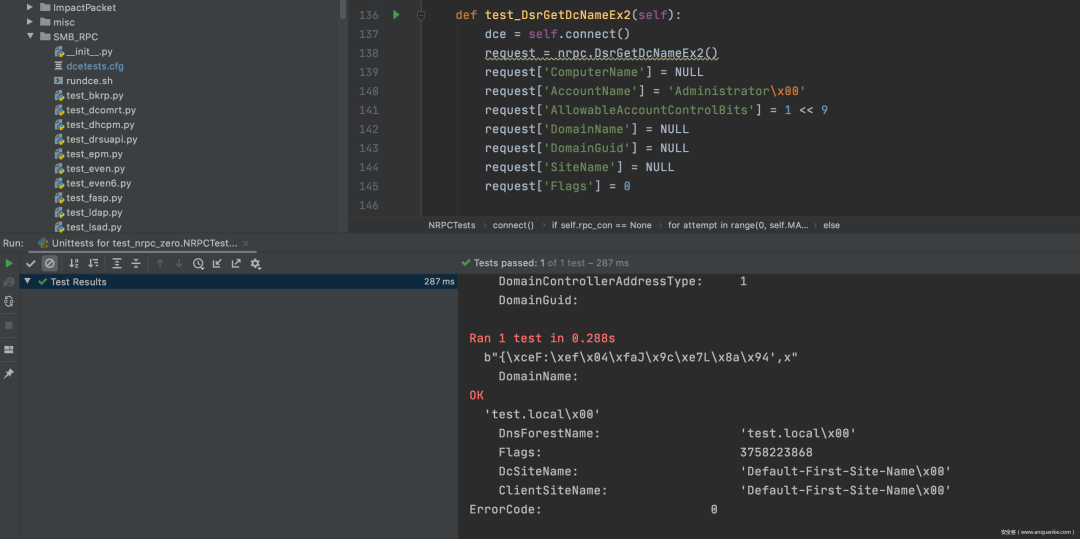 ImpactPacket
misc
SMB_RPC
__init__.py
dcetests.cfg
rundce.sh
test_bkrp.py
test_dcomrt.py
test_dhcpm.py
test_drsuapi.py
test_epm.py
test_even.py
test_even6.py
test_fasp.py
test_ldap.py
test_lsad.py
136 def test_DsrGetDcNameEx2(self):
137 dce = self.connect()
138 request = nrpc.DsrGetDcNameEx2()
139 request['ComputerName'] = NULL
140 request['AccountName'] = 'Administrator\x00'
141 request['AllowableAccountControlBits'] = 1 << 9
142 request['DomainName'] = NULL
143 request['DomainGuid'] = NULL
144 request['SiteName'] = NULL
145 request['Flags'] = 0
146
NRPCTests › connect() › if self.rpc_con == None › for attempt in range(0, self.MA... › else
Run: Unittests for test_nrpc_zero.NRPCTest... ×
Tests passed: 1 of 1 test – 287 ms
Test Results 287 ms
DomainControllerAddressType: 1
DomainGuid:
Ran 1 test in 0.288s
b"{\xceF:\xef\x04\xfaJ\x9c\xe7L\x8a\x94',x"
DomainName:
OK
'test.local\x00'
DnsForestName: 'test.local\x00'
Flags: 3758223868
DcSiteName: 'Default-First-Site-Name\x00'
ClientSiteName: 'Default-First-Site-Name\x00'
ErrorCode: 0
安全客（www.anquanke.com）